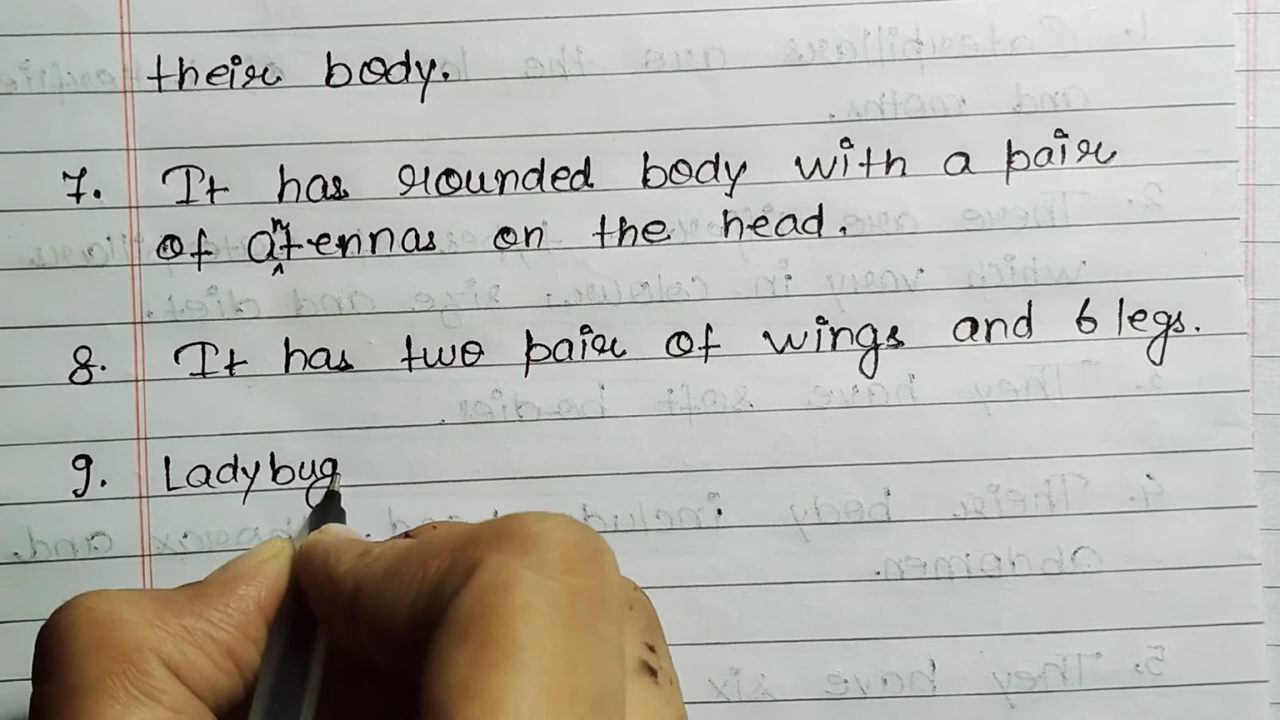 their body.
7. It has rounded body with a pair
of antennas on the head.
8. It has two pair of wings and 6 legs.
9. Ladybug